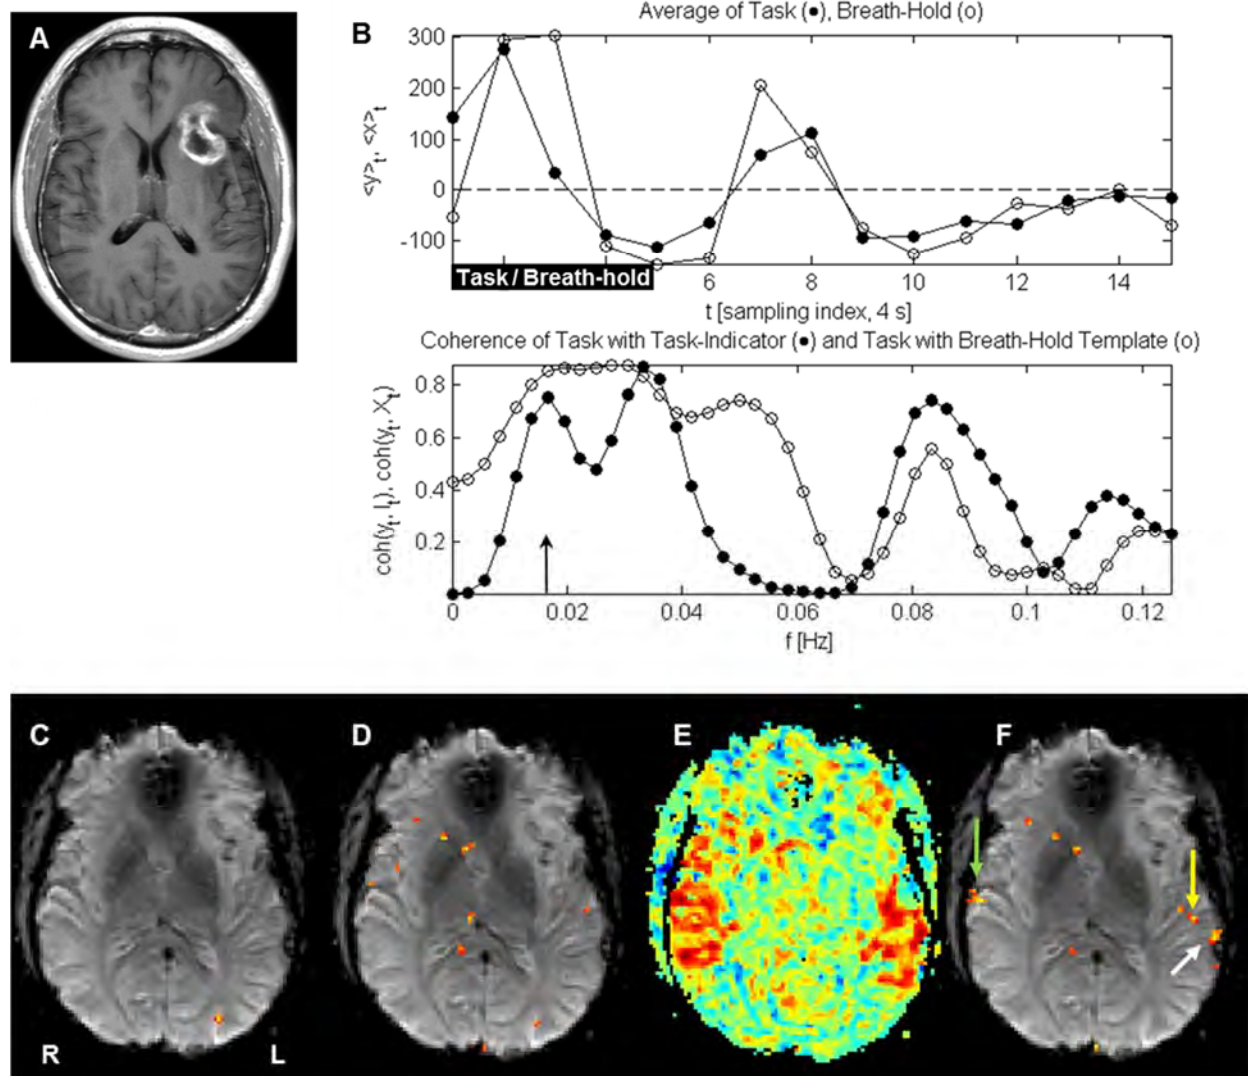 A
B
Average of Task (●), Breath-Hold (o)
300
200
100
0
-100
<y>t, <x>t
Task / Breath-hold
6
8
10
12
14
t [sampling index, 4 s]
Coherence of Task with Task-Indicator (●) and Task with Breath-Hold Template (o)
0.8
0.6
0.4
0.2
coh(yt, It), coh(yt, Xt)
0
0.02
0.04
0.06
0.08
0.1
0.12
f [Hz]
C
D
E
F
R
L